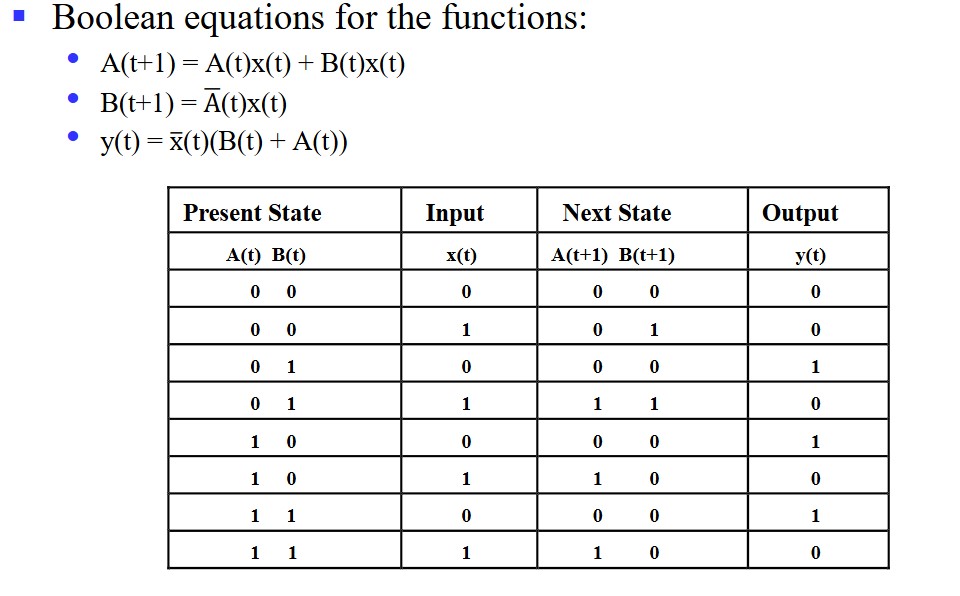 ▪ Boolean equations for the functions:
• A(t+1) = A(t)x(t) + B(t)x(t)
• B(t+1) = A̅(t)x(t)
• y(t) = x̅(t)(B(t) + A(t))
Present State Input Next State Output
A(t) B(t) x(t) A(t+1) B(t+1) y(t)
0 0 0 0 0 0
0 0 1 0 1 0
0 1 0 0 0 1
0 1 1 1 1 0
1 0 0 0 0 1
1 0 1 1 0 0
1 1 0 0 0 1
1 1 1 1 0 0